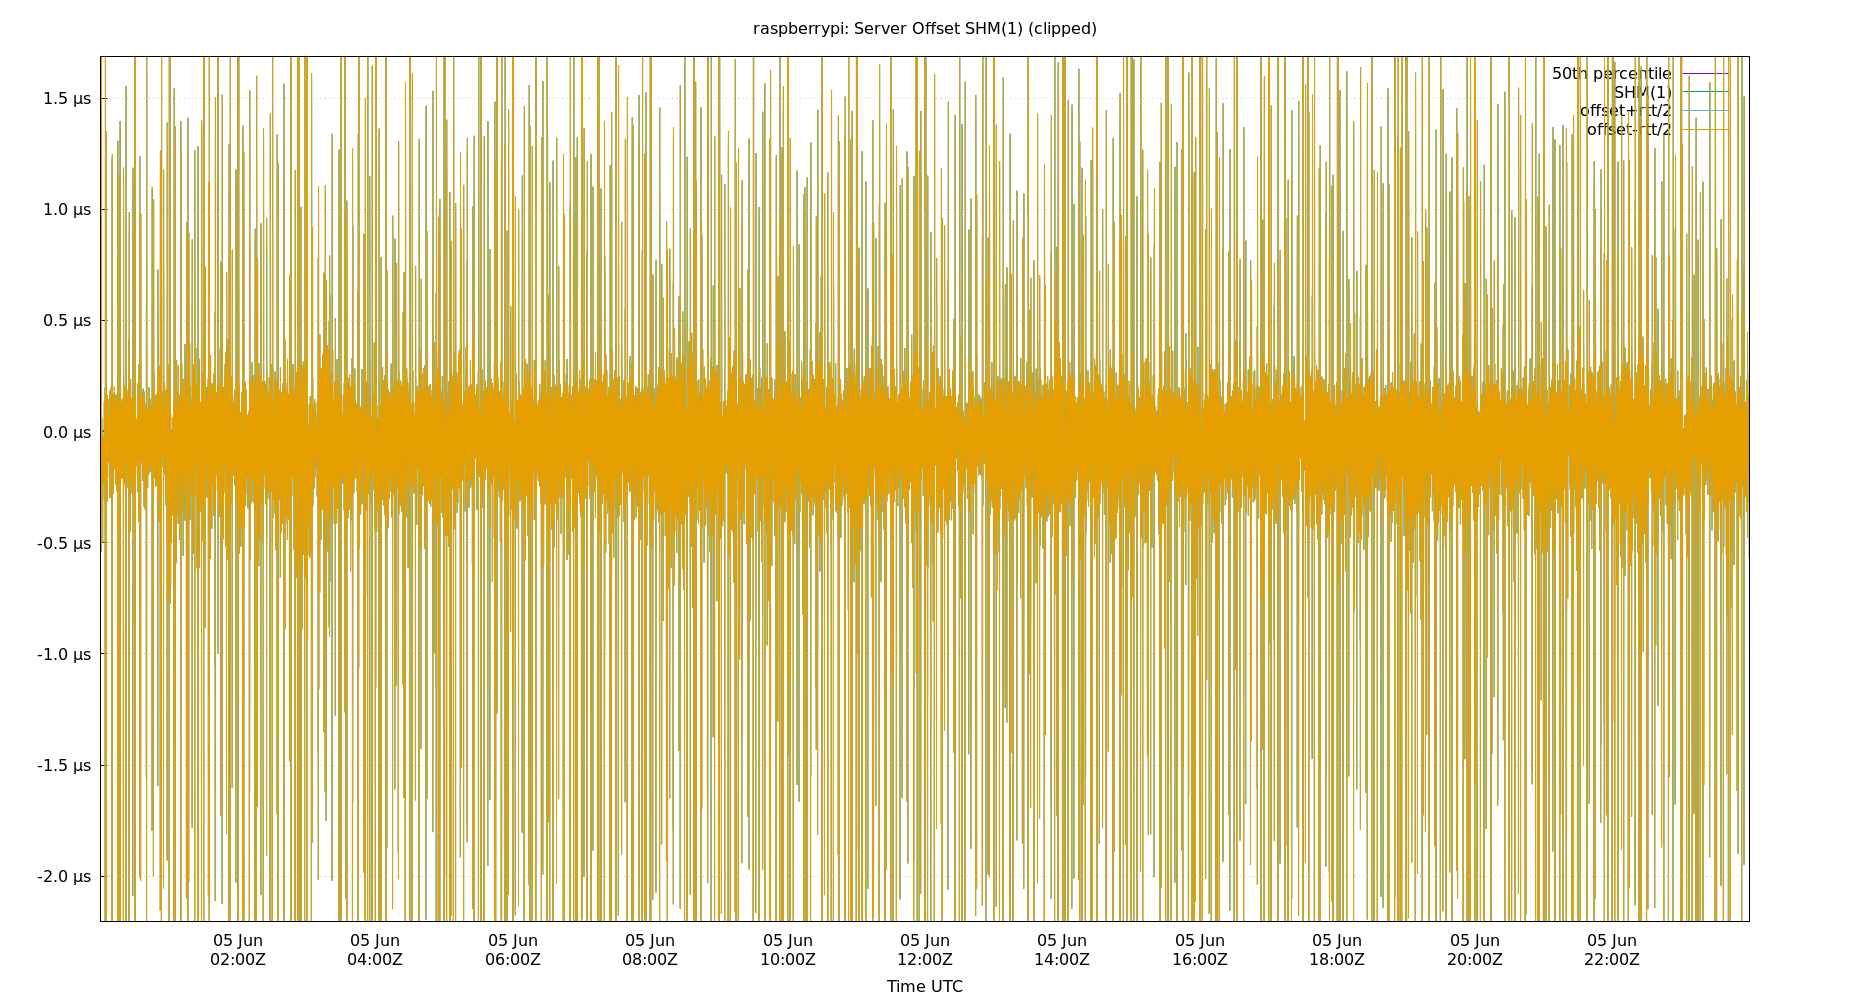 raspberrypi: Server Offset SHM(1) (clipped)
50th percentile
SHM(1)
offset+rtt/2
offset-rtt/2
1.5 µs
1.0 µs
0.5 µs
0.0 µs
-0.5 µs
-1.0 µs
-1.5 µs
-2.0 µs
05 Jun 05 Jun 05 Jun 05 Jun 05 Jun 05 Jun 05 Jun 05 Jun 05 Jun 05 Jun 05 Jun
02:00Z 04:00Z 06:00Z 08:00Z 10:00Z 12:00Z 14:00Z 16:00Z 18:00Z 20:00Z 22:00Z
Time UTC